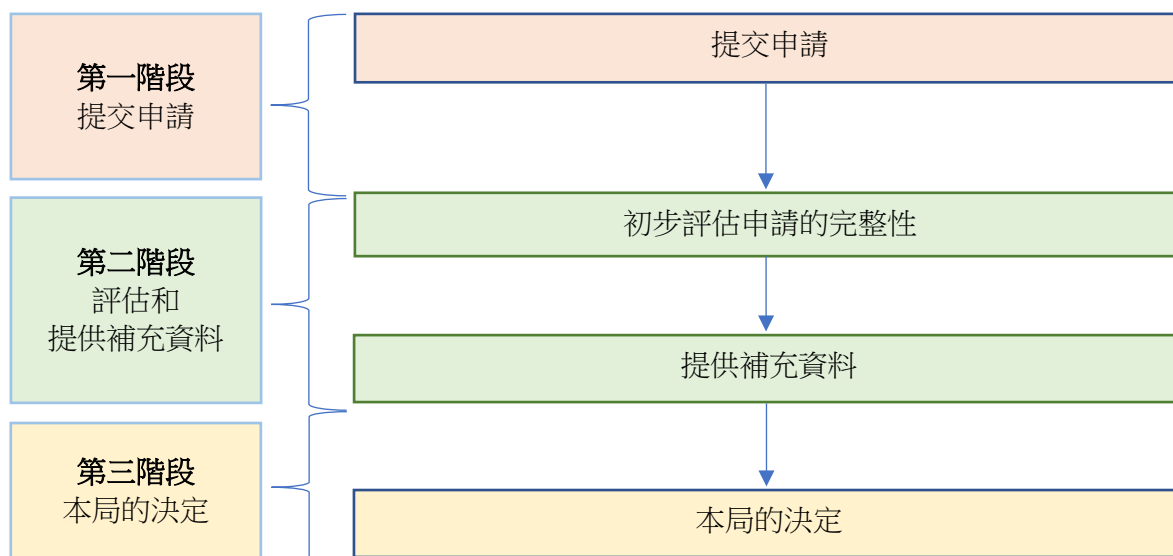 第一階段
提交申請
提交申請
第二階段
評估和
提供補充資料
初步評估申請的完整性
提供補充資料
第三階段
本局的決定
本局的決定